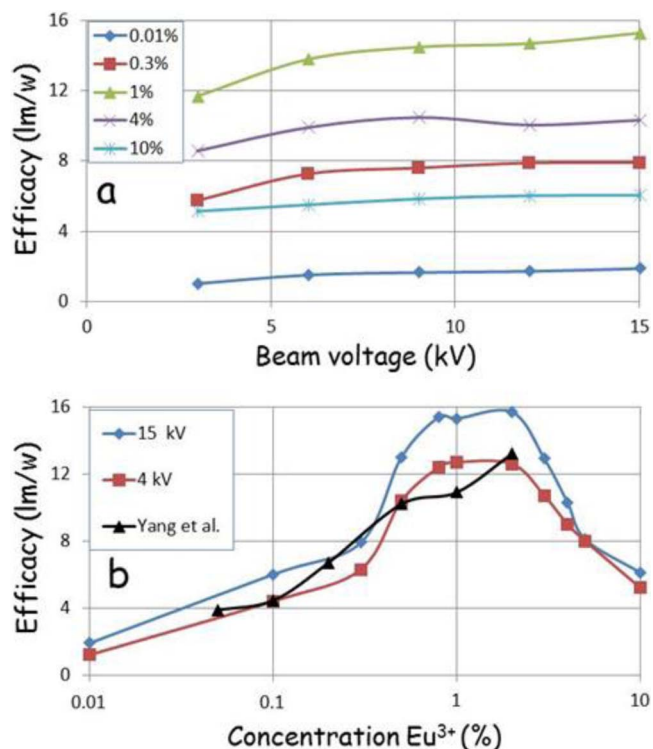 16
12
8
4
0
Efficacy (lm/w)
0.01%
0.3%
1%
4%
10%
a
0 5 10 15
Beam voltage (kV)
16
12
8
4
0
Efficacy (lm/w)
15 kV
4 kV
Yang et al.
b
0.01 0.1 1 10
Concentration Eu³⁺ (%)